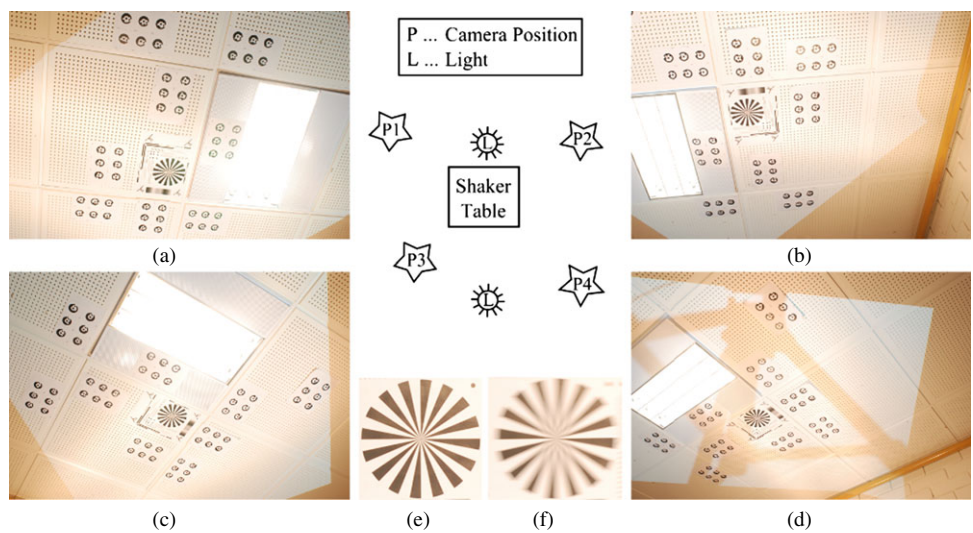 P ... Camera Position
L ... Light
P1
L
P2
Shaker
Table
P3
L
P4
(a)
(b)
(c)
(e)
(f)
(d)